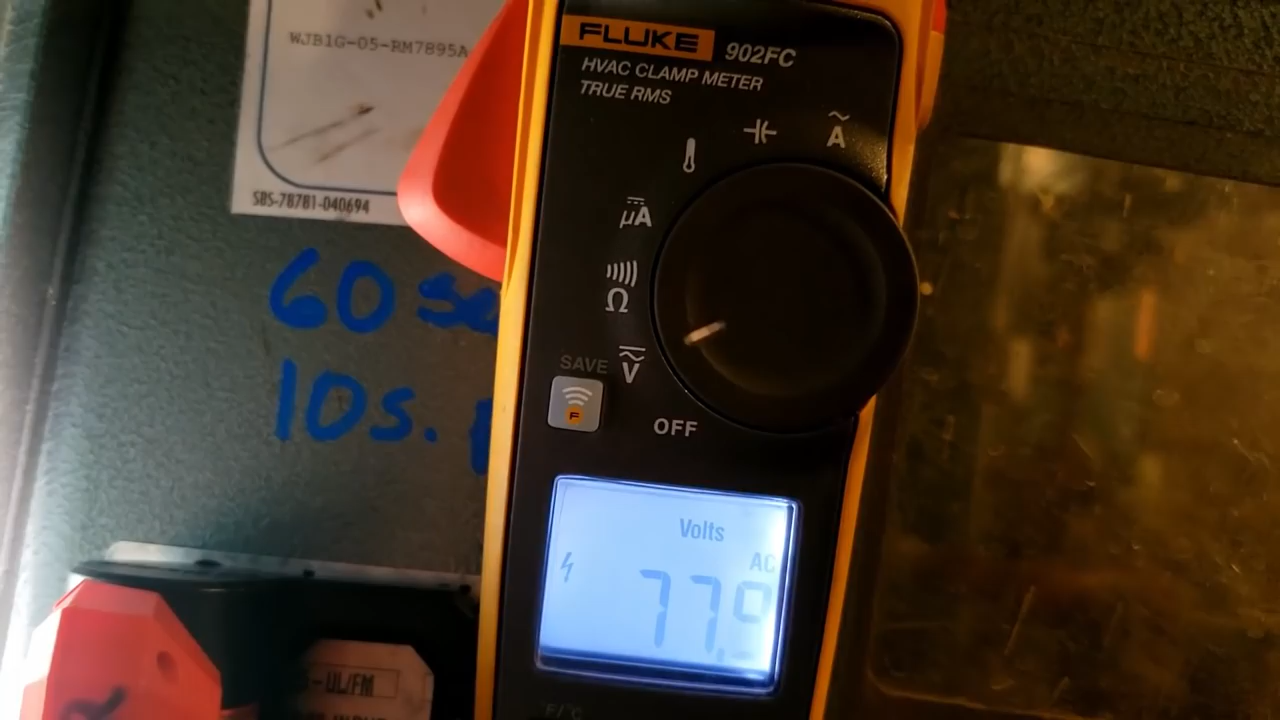 WJB1G-05-RM7895A
SBS-78781-040694
60
10s.
FLUKE 902FC
HVAC CLAMP METER
TRUE RMS
Ã
μA
Ω
V
SAVE
F
OFF
Volts
AC
77.9
-UL/FM
F/°C